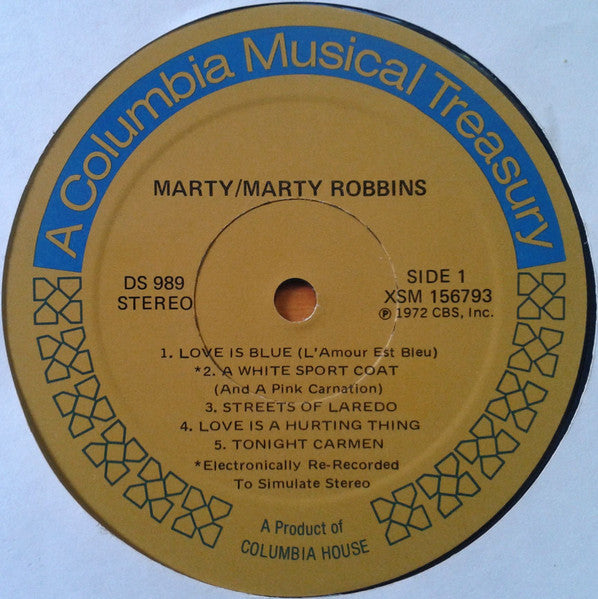 A Columbia Musical Treasury
MARTY/MARTY ROBBINS
DS 989
STEREO
SIDE 1
XSM 156793
℗ 1972 CBS, Inc.
1. LOVE IS BLUE (L'Amour Est Bleu)
*2. A WHITE SPORT COAT
(And A Pink Carnation)
3. STREETS OF LAREDO
4. LOVE IS A HURTING THING
5. TONIGHT CARMEN
*Electronically Re-Recorded
To Simulate Stereo
A Product of
COLUMBIA HOUSE